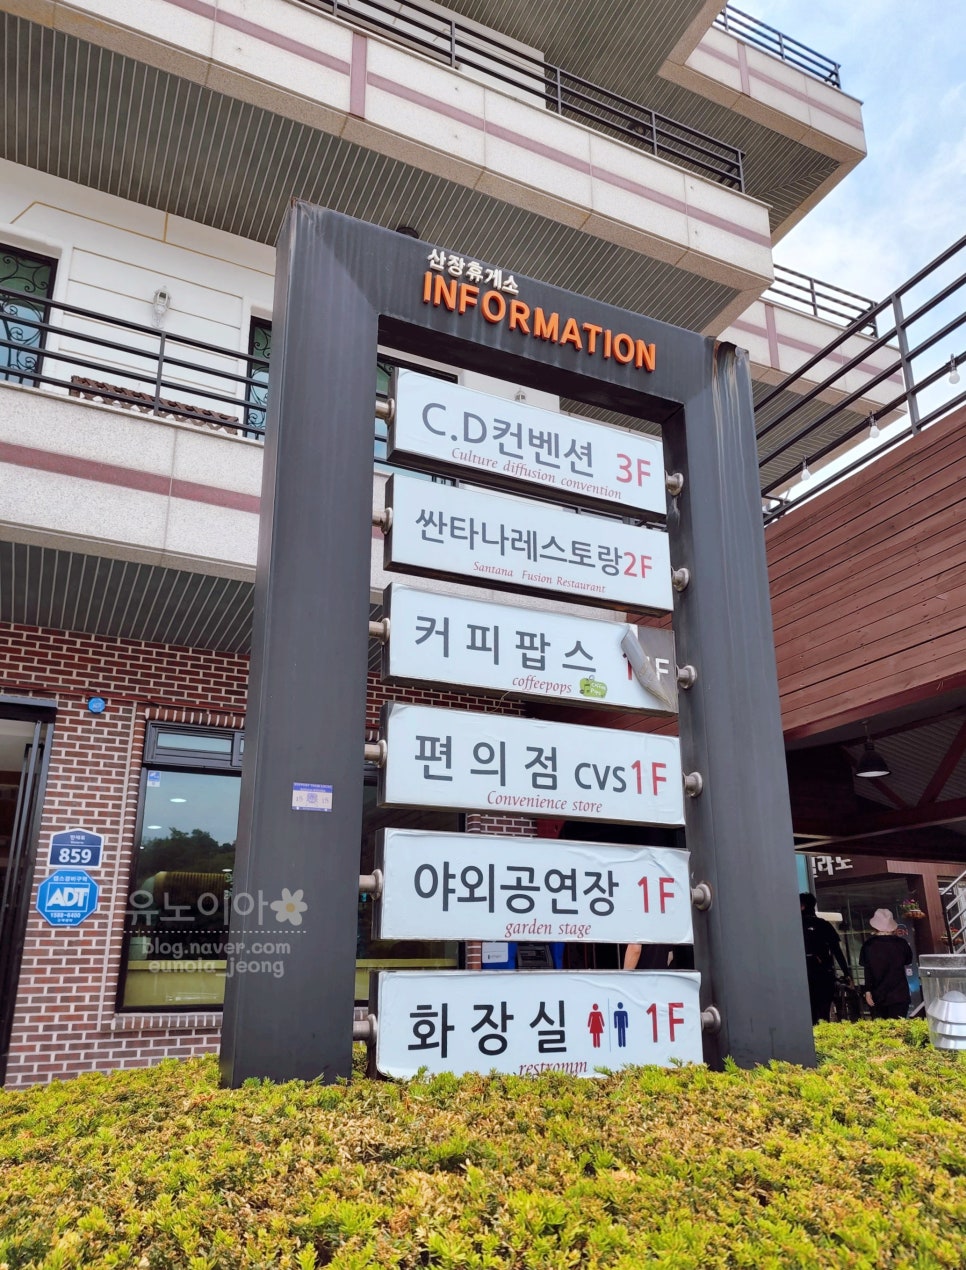 산장휴게소
INFORMATION
C.D컨벤션 3F
Culture diffusion convention
싼타나레스토랑2F
Santana Fusion Restaurant
커피팝스
coffeepops
편의점 CVS1F
Convenience store
야외공연장 1F
garden stage
화장실 1F
restromm
859
ADT
1588-6400
유노이아
blog.naver.com
eunoia_jeong